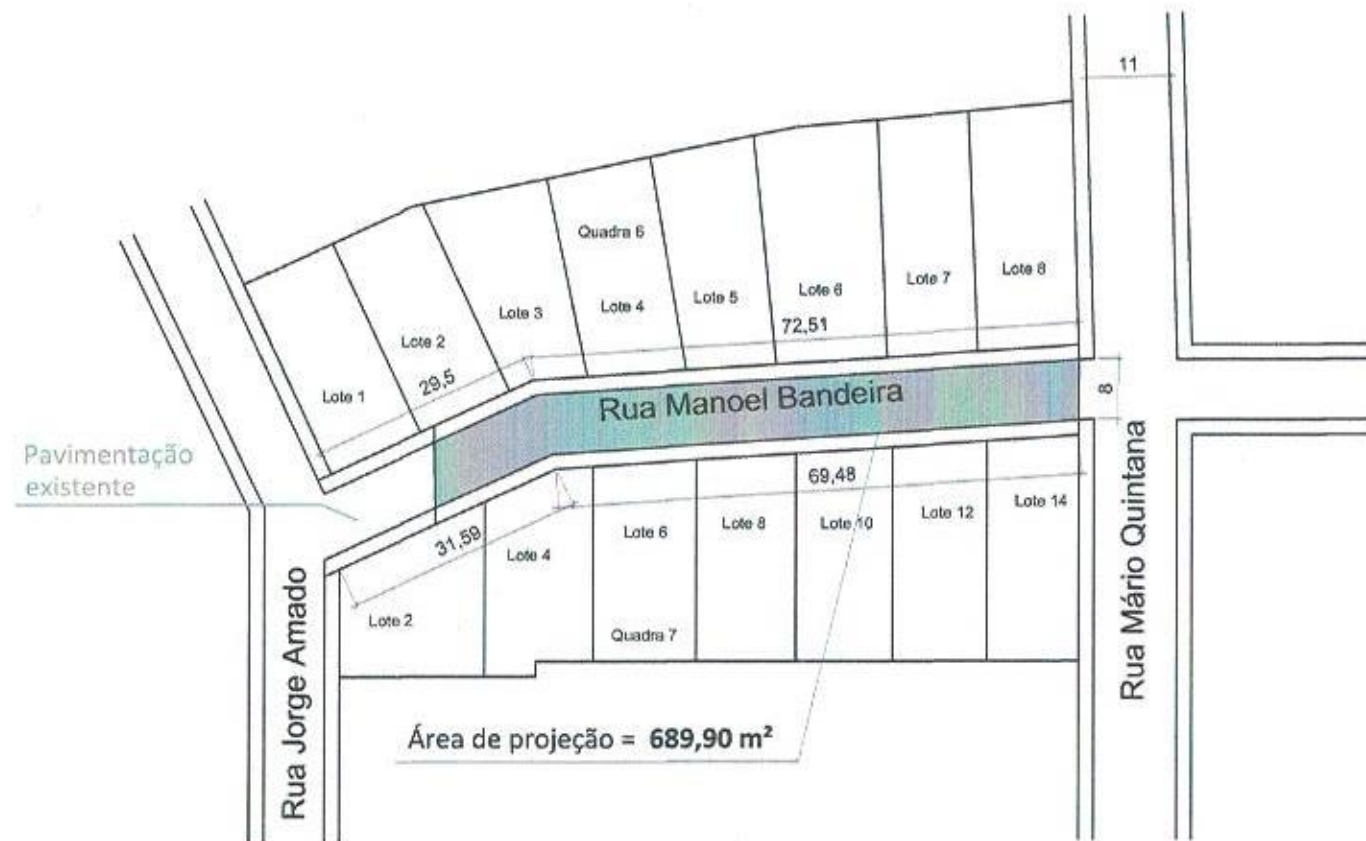 11
Quadra 6
Lote 8
Lote 7
Lote 6
Lote 5
Lote 4
Lote 3
Lote 2
Lote 1
72,51
29,5
Rua Manoel Bandeira
8
Pavimentação
existente
69,48
31,59
Lote 2
Lote 4
Lote 6
Lote 8
Lote 10
Lote 12
Lote 14
Quadra 7
Rua Jorge Amado
Rua Mário Quintana
Área de projeção = 689,90 m²